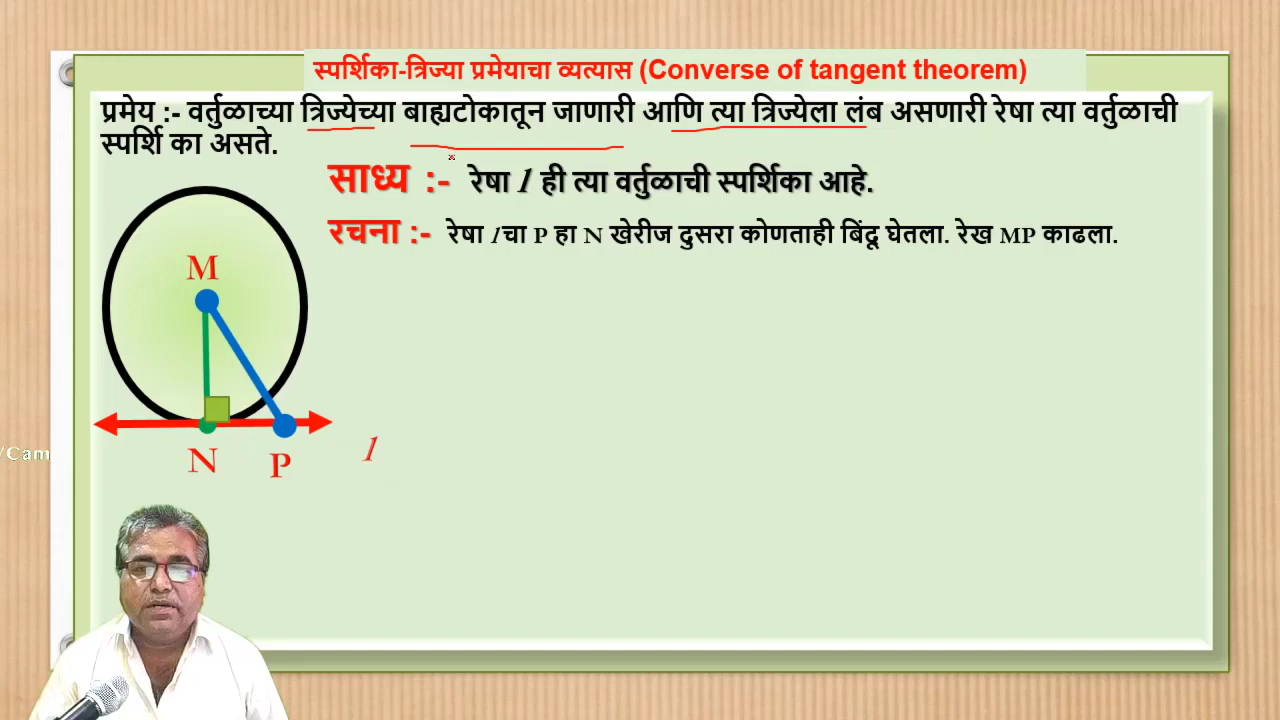 स्पर्शिका-त्रिज्या प्रमेयाचा व्यत्यास (Converse of tangent theorem)
प्रमेय :- वर्तुळाच्या त्रिज्येच्या बाह्यटोकातून जाणारी आणि त्या त्रिज्येला लंब असणारी रेषा त्या वर्तुळाची
स्पर्शि का असते.
साध्य :- रेषा l ही त्या वर्तुळाची स्पर्शिका आहे.
रचना :- रेषा l चा P हा N खेरीज दुसरा कोणताही बिंदू घेतला. रेख MP काढला.
M
N
P
l
/Cam